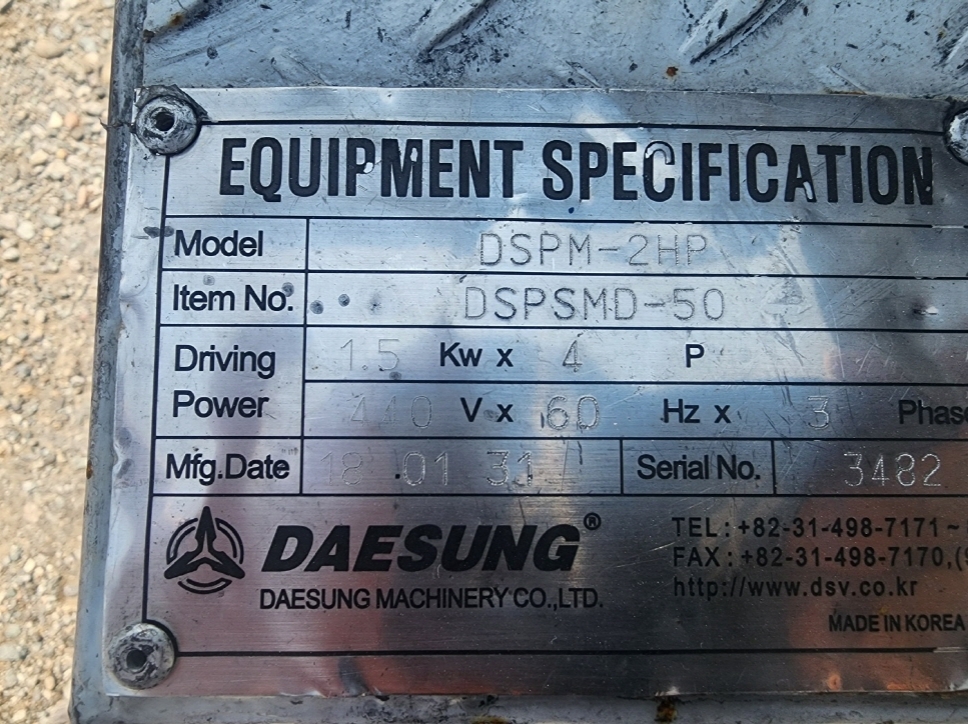 EQUIPMENT SPECIFICATION
Model DSPM-2HP
Item No. DSPSMD-50
Driving Power 1.5 Kw x 4 P
440 V x 60 Hz x 3 Phase
Mfg.Date 18.01 31 Serial No. 3482
DAESUNG®
DAESUNG MACHINERY CO.,LTD.
TEL : +82-31-498-7171 ~
FAX : +82-31-498-7170,(
http://www.dsv.co.kr
MADE IN KOREA